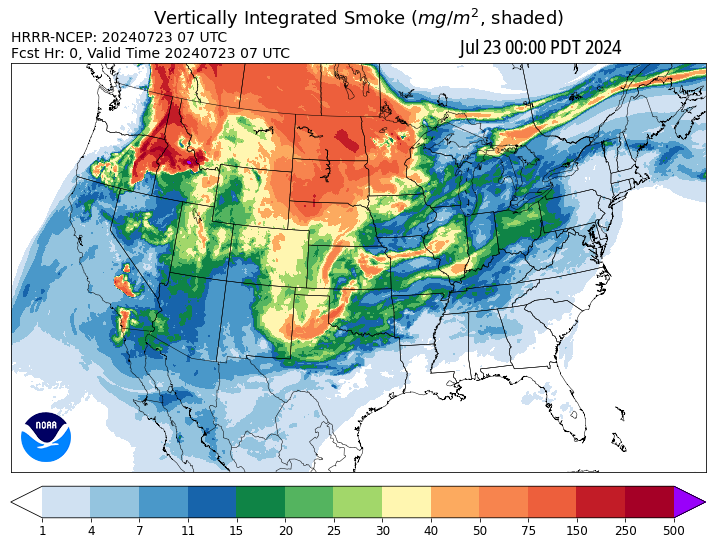 Vertically Integrated Smoke (mg/m², shaded)
HRRR-NCEP: 20240723 07 UTC
Fcst Hr: 0, Valid Time 20240723 07 UTC
Jul 23 00:00 PDT 2024
NOAA
1 4 7 11 15 20 25 30 40 50 75 150 250 500